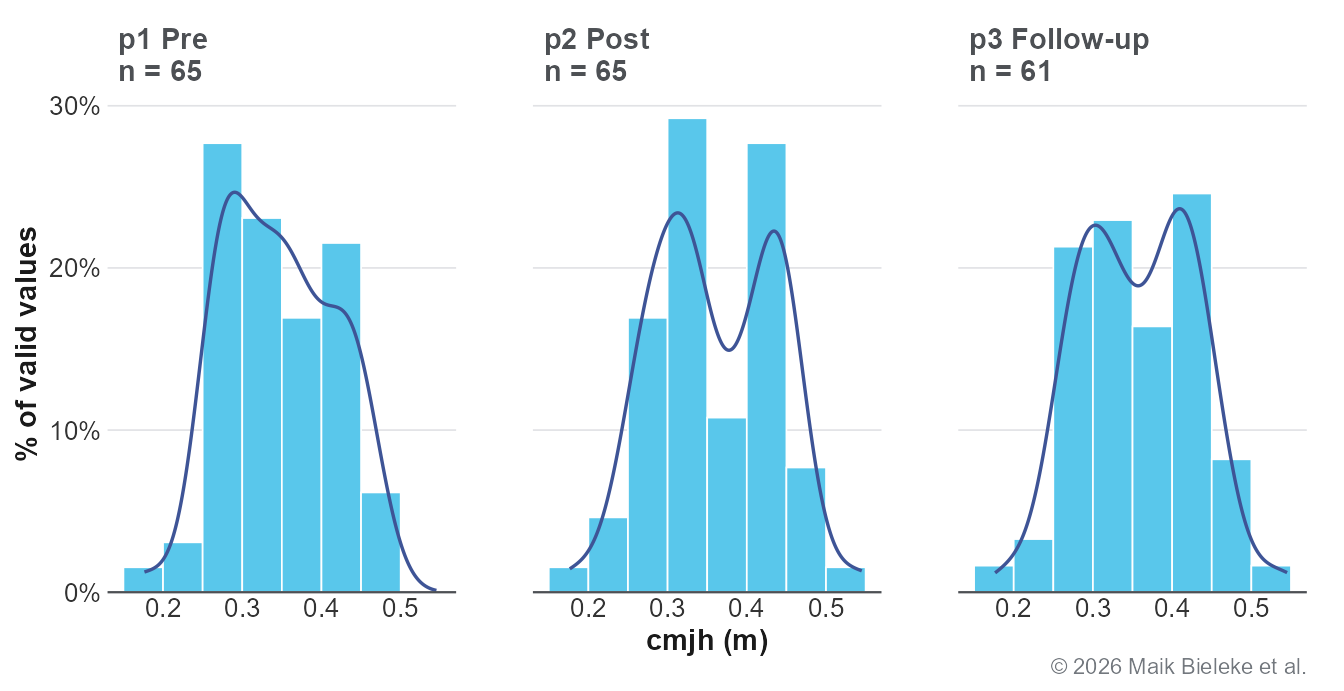 p1 Pre
n = 65
p2 Post
n = 65
p3 Follow-up
n = 61
% of valid values
30%
20%
10%
0%
0.2 0.3 0.4 0.5
0.2 0.3 0.4 0.5
0.2 0.3 0.4 0.5
cmjh (m)
© 2026 Maik Bieleke et al.